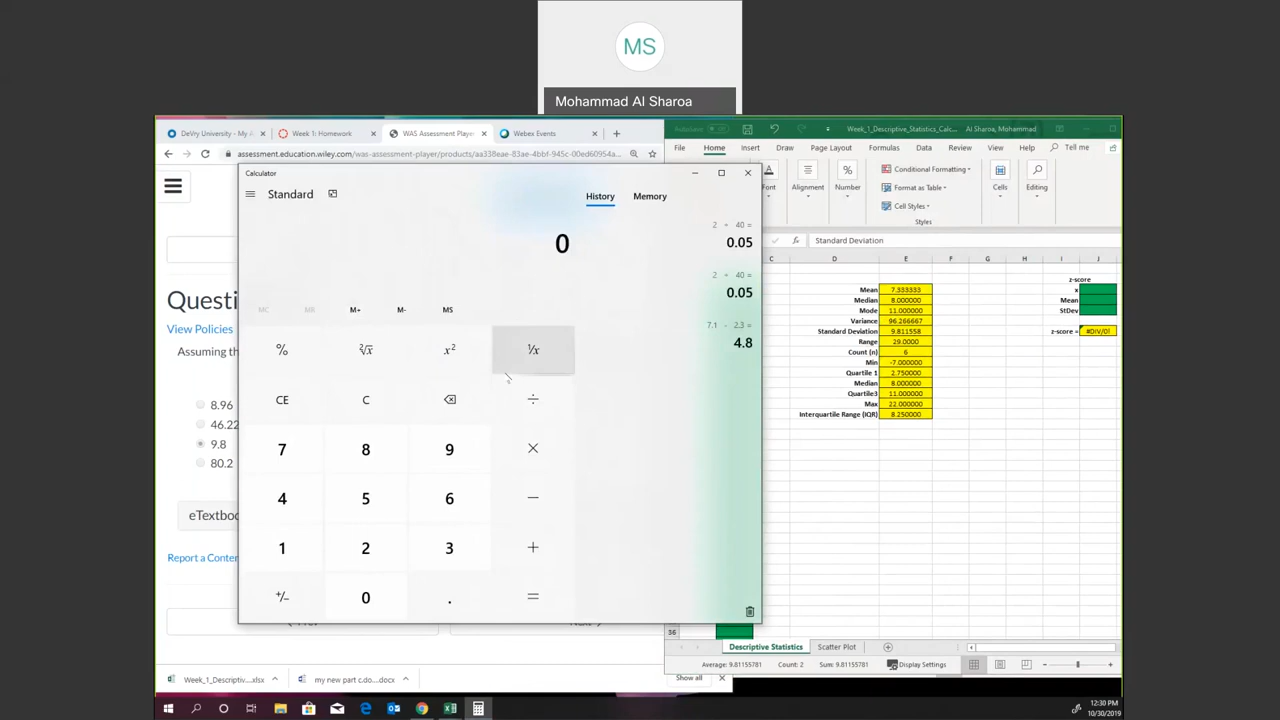 MS
Mohammad Al Sharoa
DeVry University - My A
Week 1: Homework
WAS Assessment Playe
Webex Events
assessment.education.wiley.com/was-assessment-player/products/aa338eae-83ae-4bbf-945c-00ed60954a...
AutoSave
Week_1_Descriptive_Statistics_Calc...
Al Sharoa, Mohammad
File
Home
Insert
Draw
Page Layout
Formulas
Data
Review
View
Help
Tell me
Font
Alignment
Number
Conditional Formatting
Format as Table
Cell Styles
Styles
Cells
Editing
Standard Deviation
C D E F G H I J
Mean 7.333333
Median 8.000000
Mode 11.000000
Variance 96.266667
Standard Deviation 9.811558
Range 29.0000
Count (n) 6
Min -7.000000
Quartile 1 2.750000
Median 8.000000
Quartile3 11.000000
Max 22.000000
Interquartile Range (IQR) 8.250000
z-score
x
Mean
StDev
z-score = #DIV/0!
36
Descriptive Statistics
Scatter Plot
Average: 9.81155781
Count: 2
Sum: 9.81155781
Display Settings
Calculator
Standard
History
Memory
0
2 ÷ 40 =
0.05
2 ÷ 40 =
0.05
7.1 - 2.3 =
4.8
MC MR M+ M- MS
% ²√x x² ¹/x
CE C ÷
7 8 9 ×
4 5 6 −
1 2 3 +
+/- 0 . =
Questi
View Policies
Assuming th
8.96
46.22
9.8
80.2
eTextboo
Report a Conten
Week_1_Descriptiv....xlsx
my new part c.do....docx
Show all
12:30 PM
10/30/2019